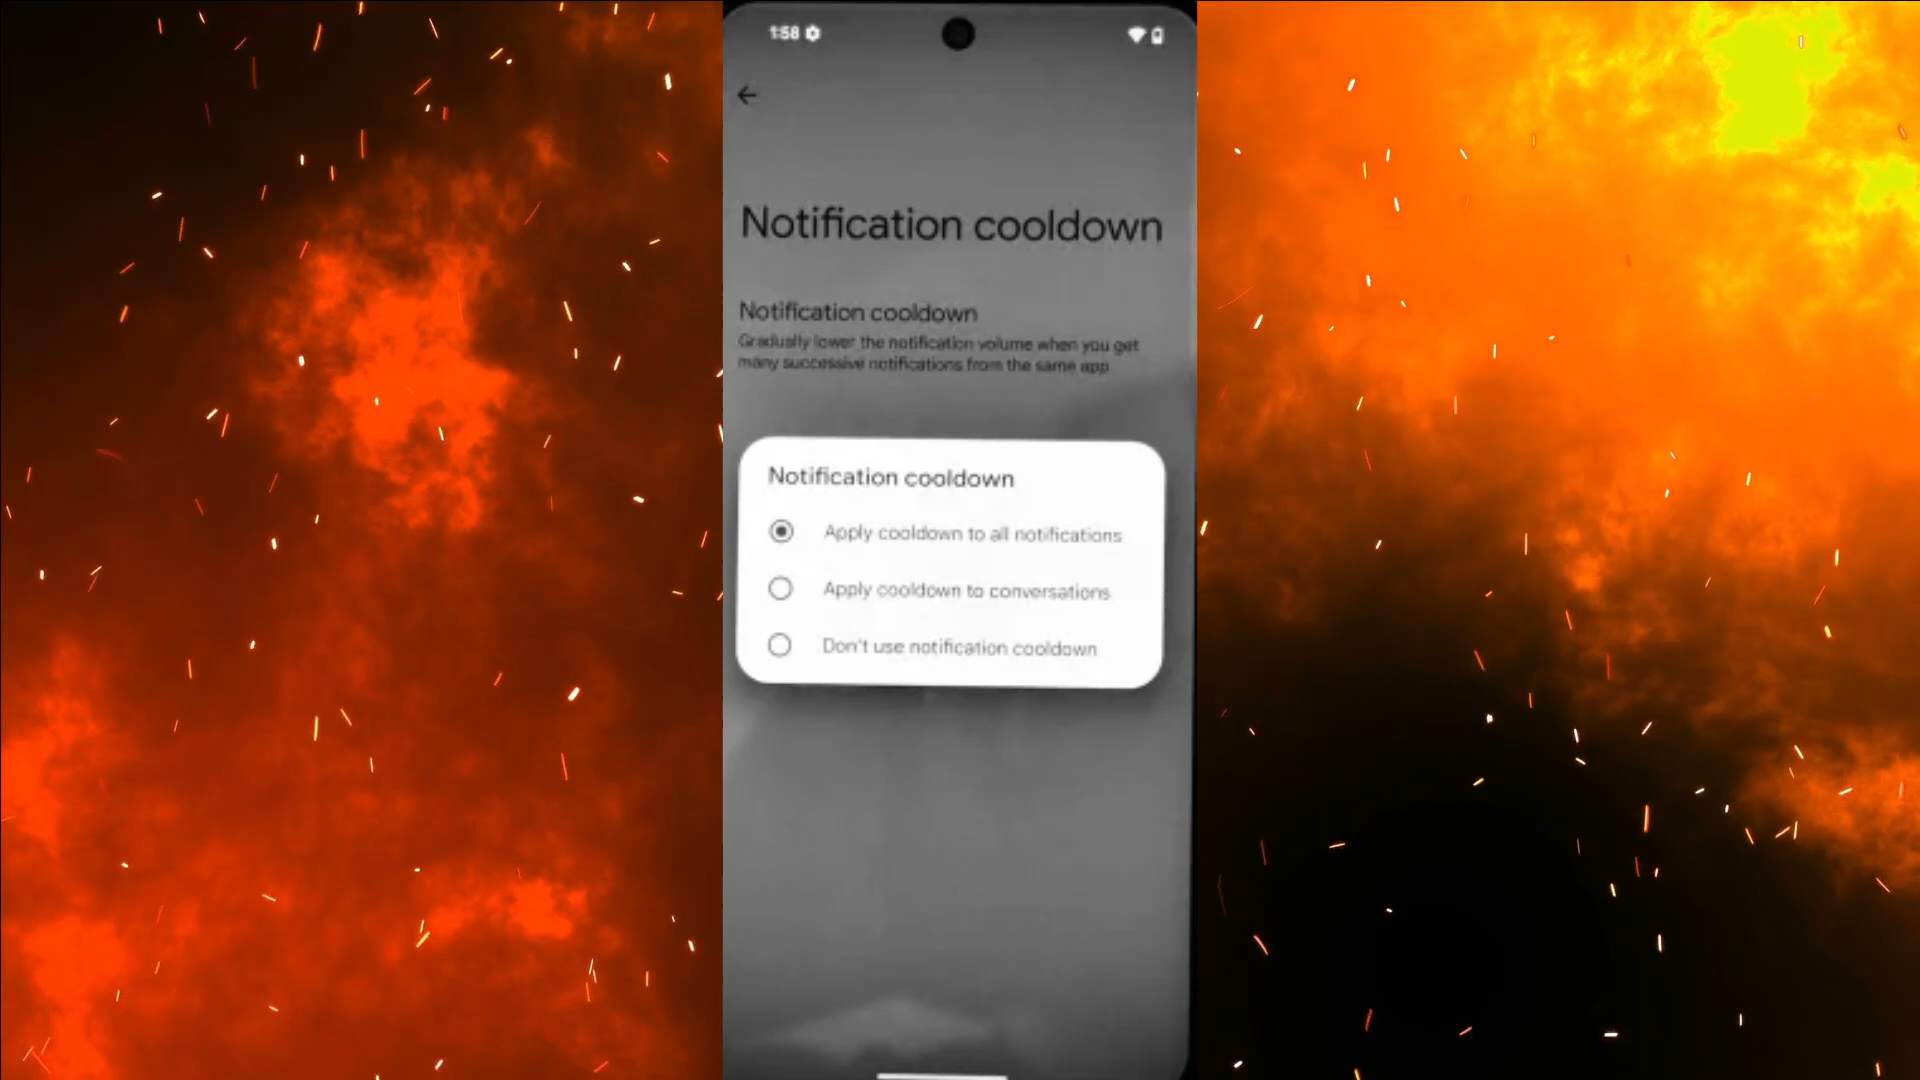 1:58
Notification cooldown
Notification cooldown
Gradually lower the notification volume when you get
many successive notifications from the same app
Notification cooldown
Apply cooldown to all notifications
Apply cooldown to conversations
Don't use notification cooldown